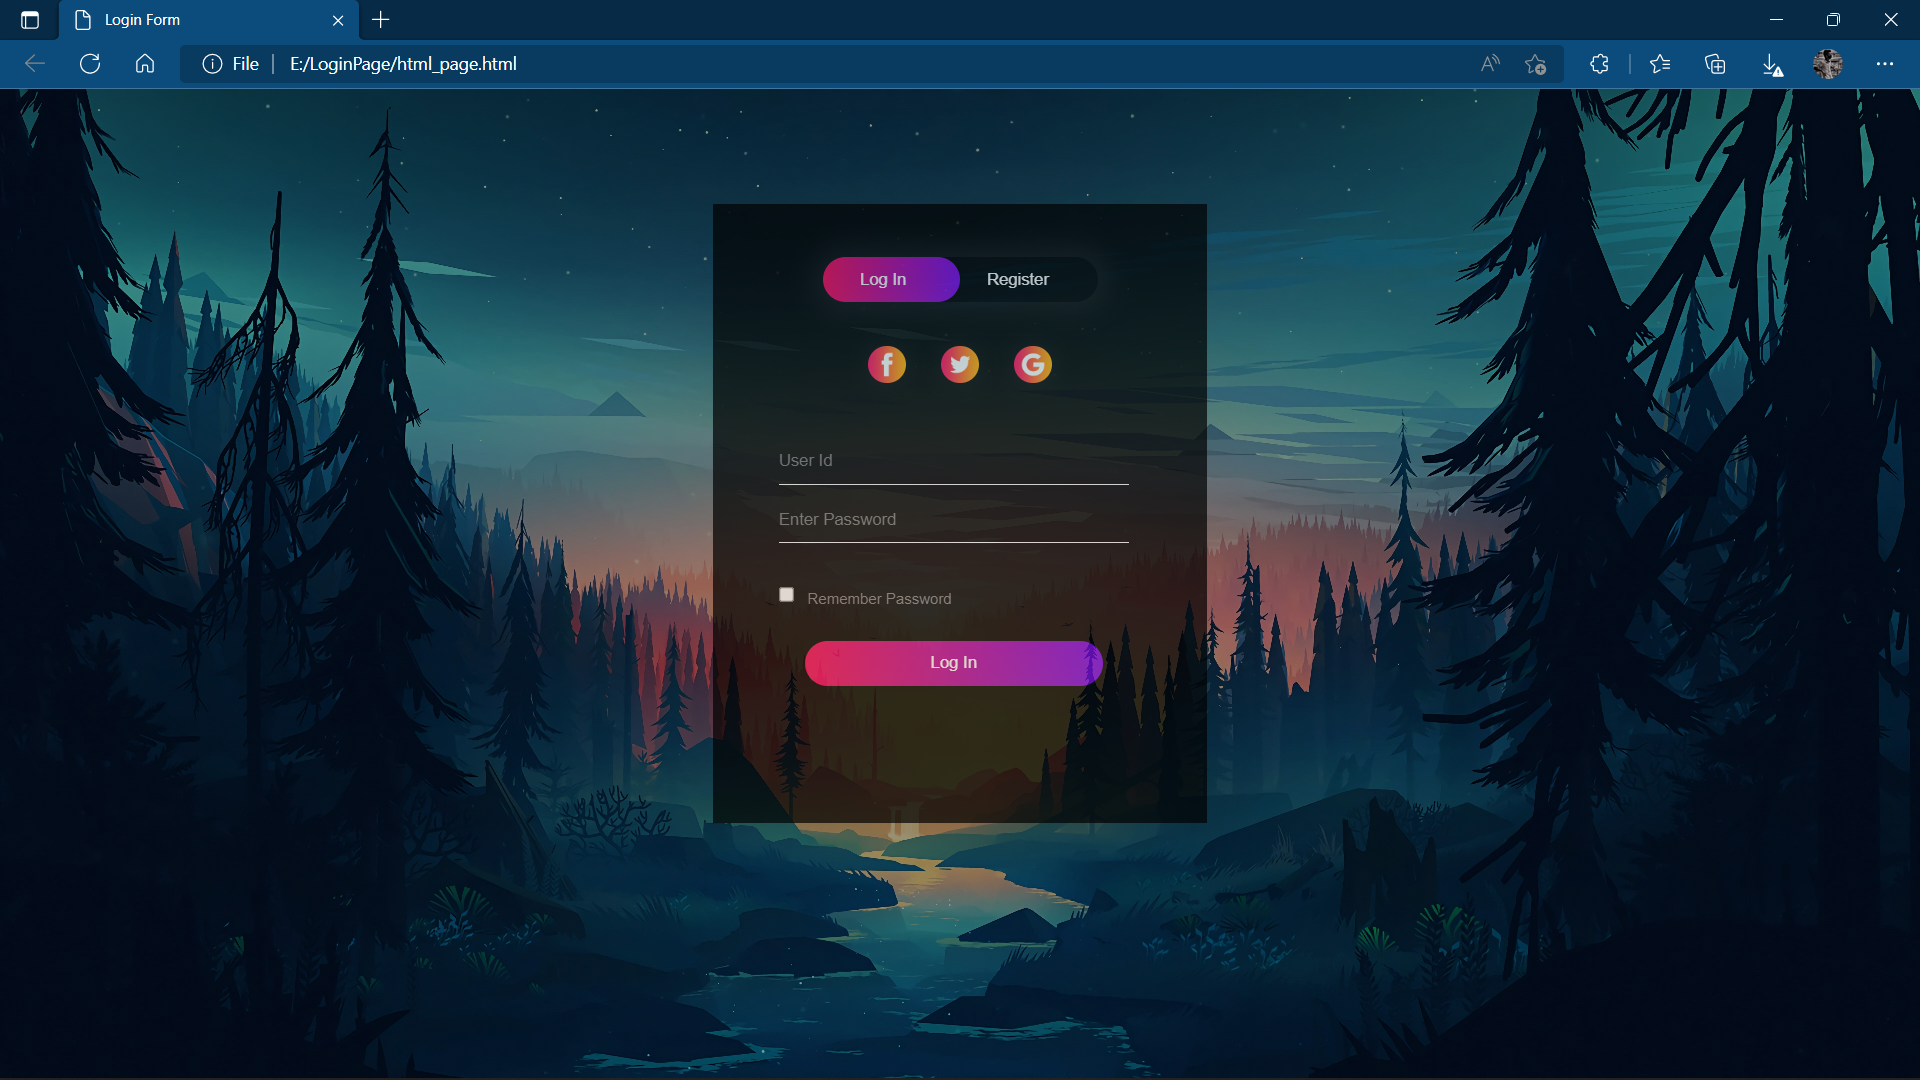 Login Form
File
E:/LoginPage/html_page.html
Log In
Register
User Id
Enter Password
Remember Password
Log In